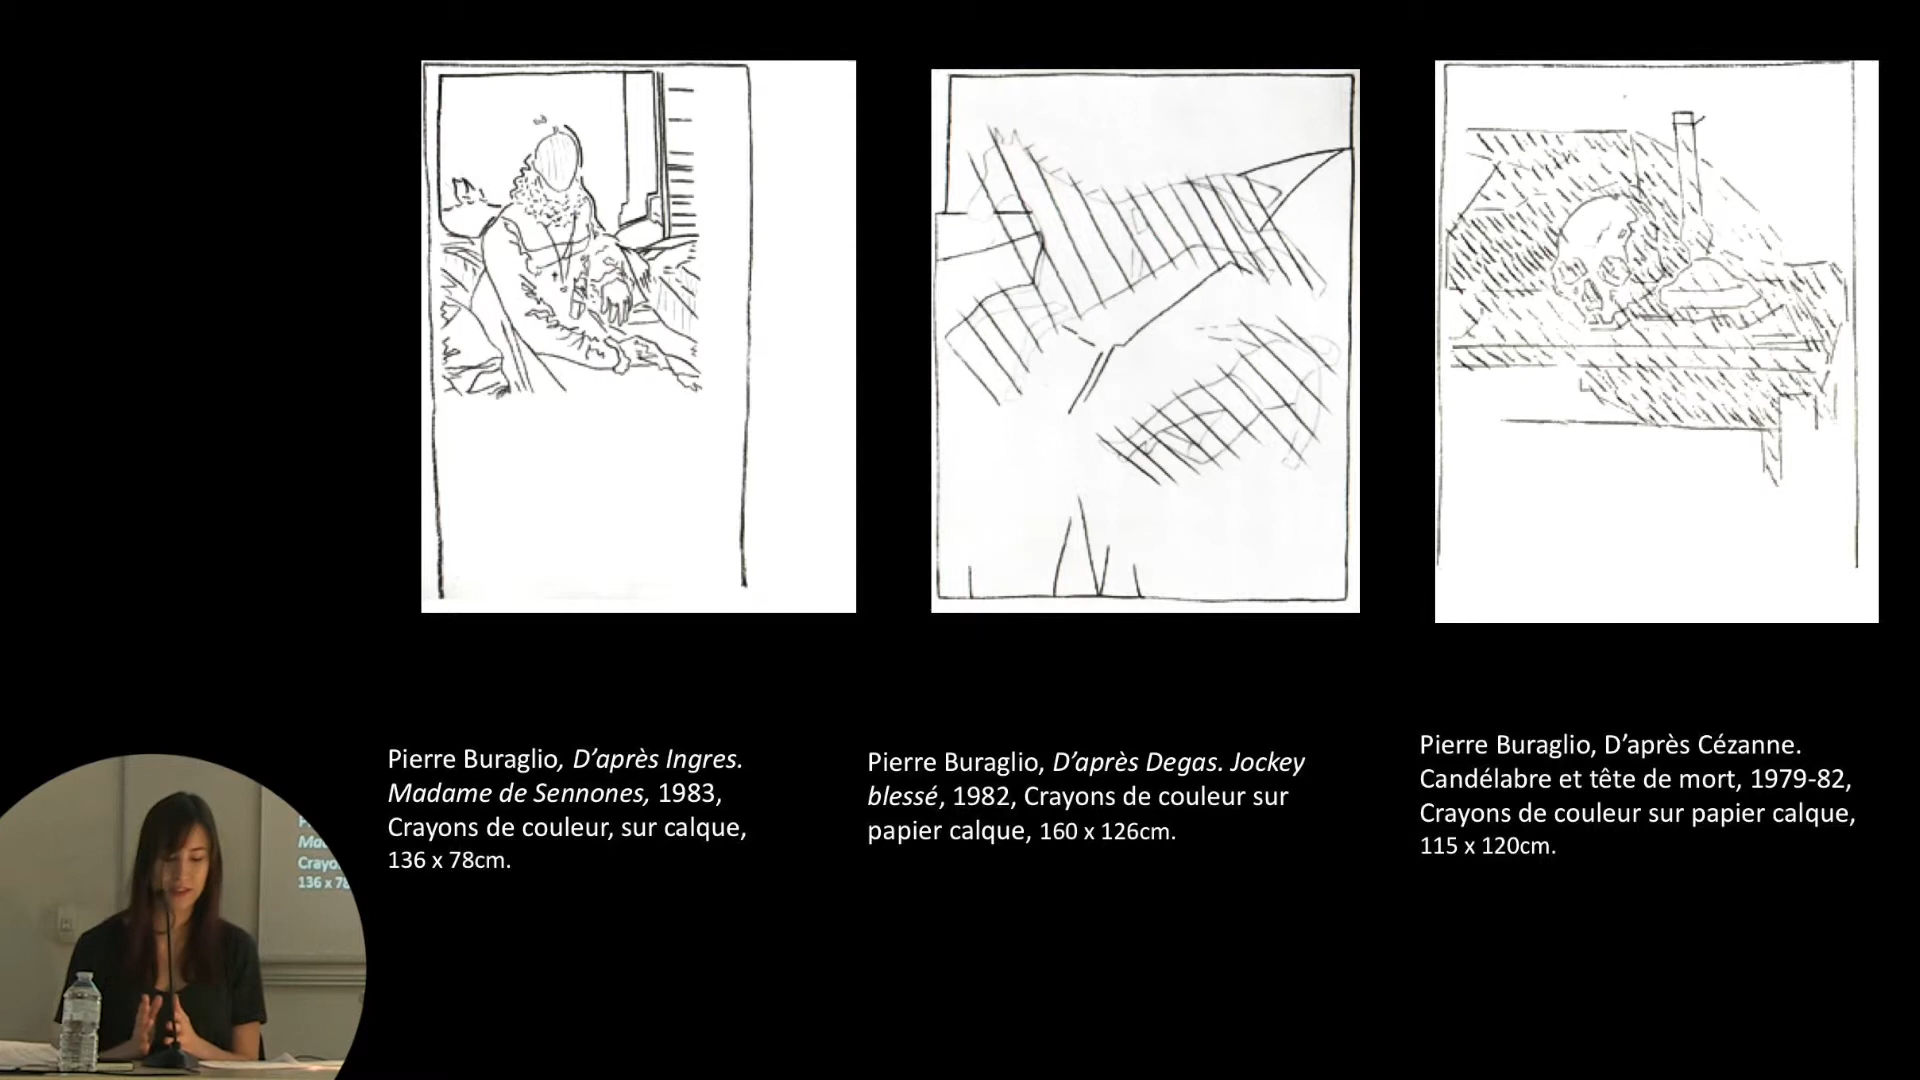 Pierre Buraglio, D’après Ingres.
Madame de Sennones, 1983,
Crayons de couleur, sur calque,
136 x 78cm.
Pierre Buraglio, D’après Degas. Jockey
blessé, 1982, Crayons de couleur sur
papier calque, 160 x 126cm.
Pierre Buraglio, D’après Cézanne.
Candélabre et tête de mort, 1979-82,
Crayons de couleur sur papier calque,
115 x 120cm.
136 x 78